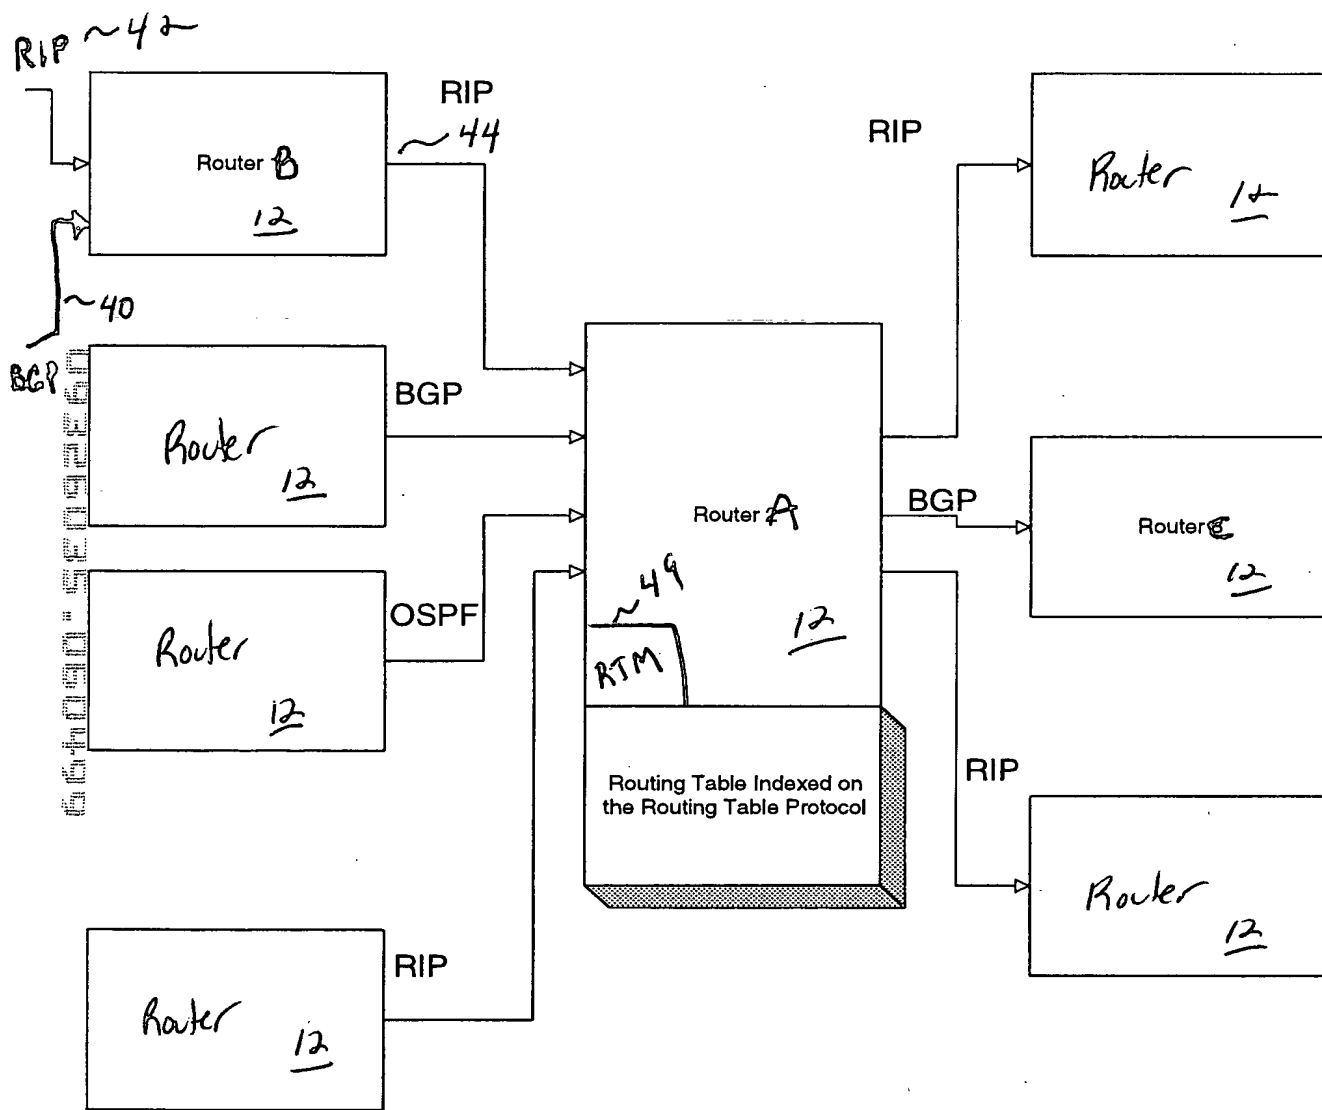 RIP ~42
RIP
~44
Router B
12
~40
BGP
RIP
Router
12
BGP
Router
12
OSPF
Router
12
RIP
Router
12
Router A
12
~49
RTM
Routing Table Indexed on
the Routing Table Protocol
BGP
Router C
12
RIP
Router
12